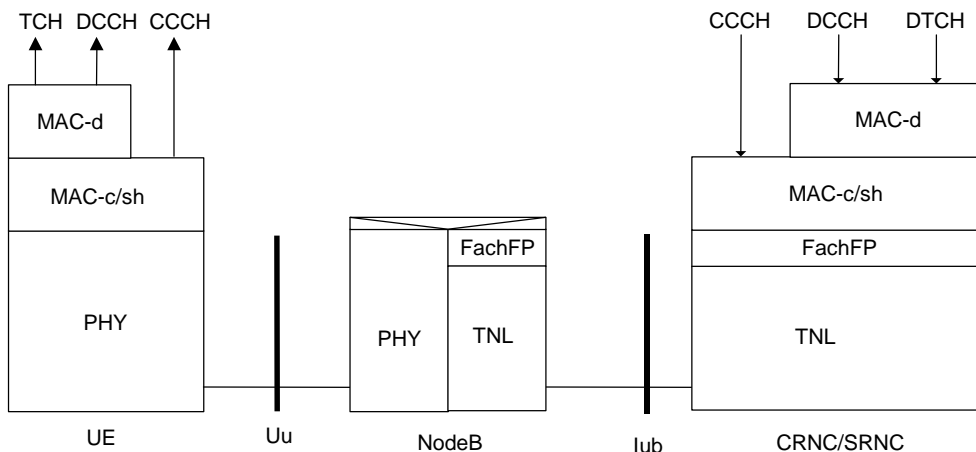 TCH DCCH CCCH
CCCH DCCH DTCH
MAC-d
MAC-d
MAC-c/sh
MAC-c/sh
FachFP
FachFP
PHY
PHY
TNL
TNL
UE
Uu
NodeB
Iub
CRNC/SRNC